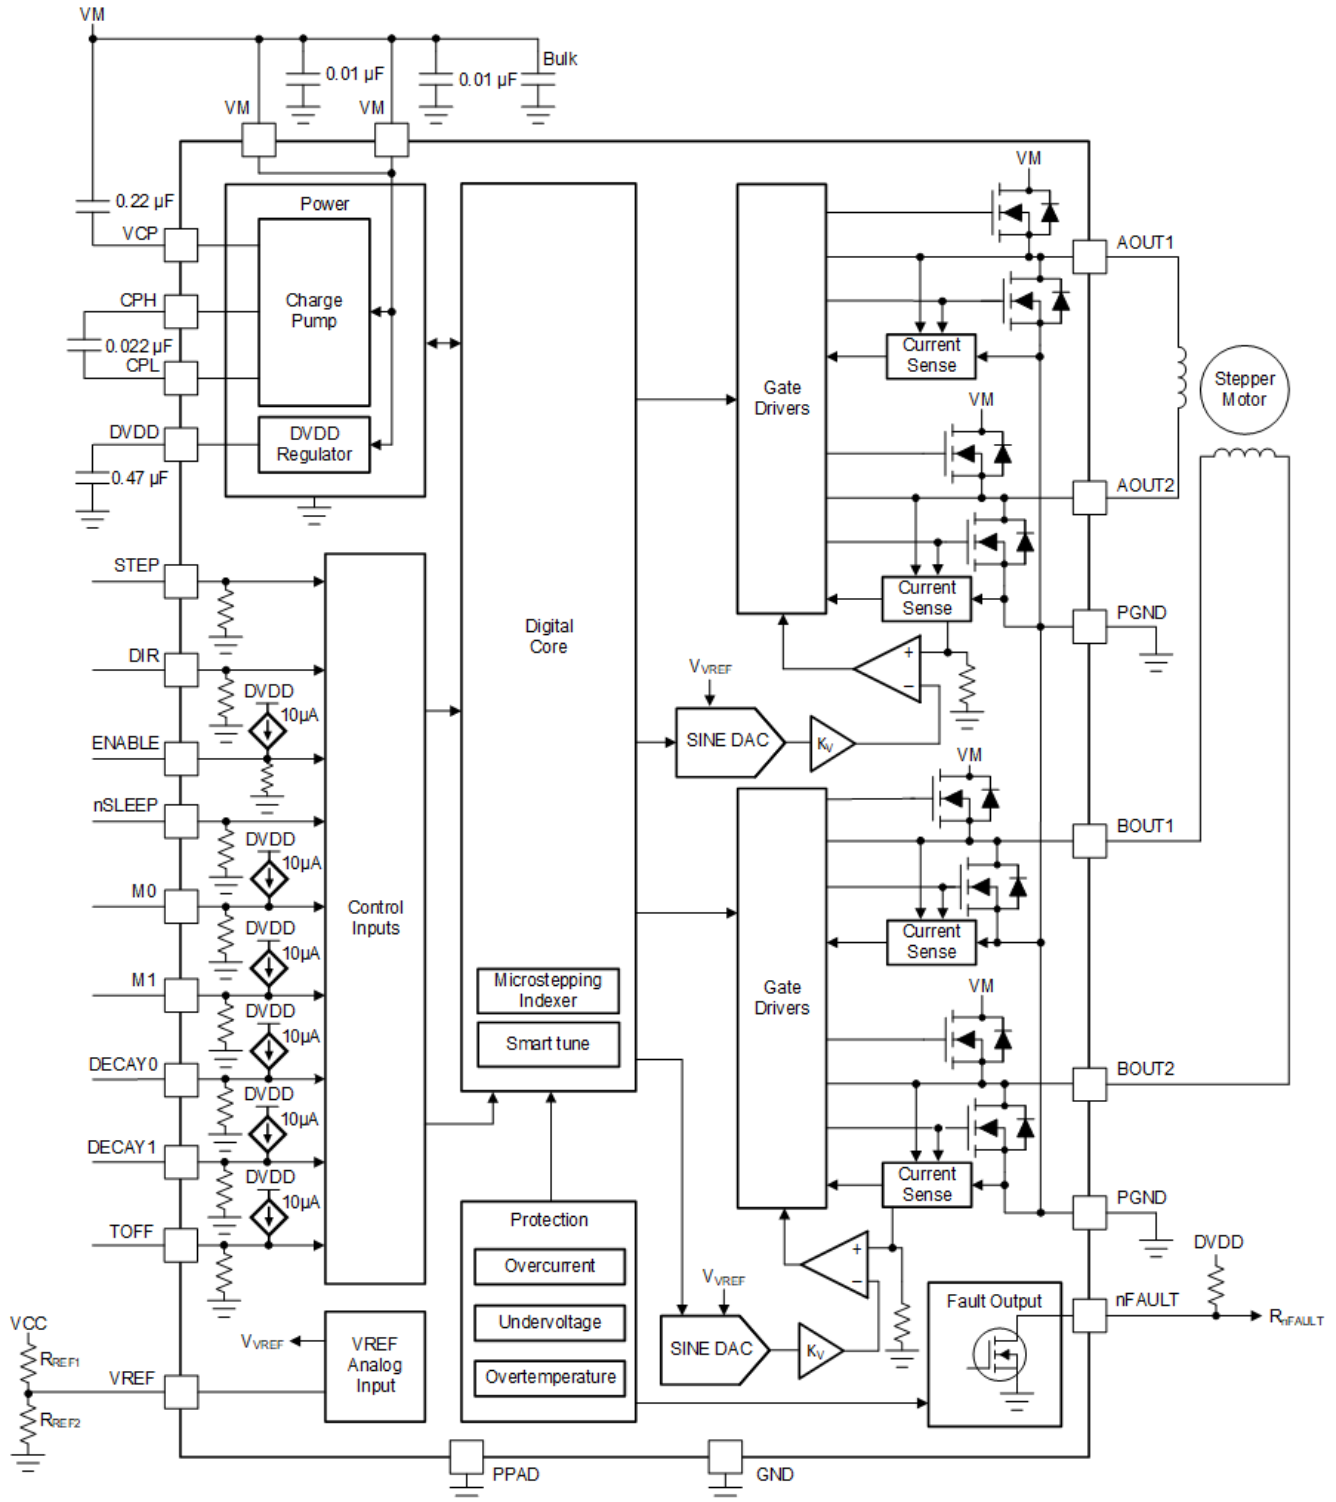 VM
0.01 µF
0.01 µF
Bulk
VM
VM
0.22 µF
VCP
CPH
0.022 µF
CPL
DVDD
0.47 µF
Power
Charge
Pump
DVDD
Regulator
STEP
DIR
DVDD
10µA
ENABLE
nSLEEP
DVDD
10µA
M0
DVDD
10µA
M1
DVDD
10µA
DECAY0
DVDD
10µA
DECAY1
DVDD
10µA
TOFF
Control
Inputs
VCC
RREF1
VREF
RREF2
VVREF
VREF
Analog
Input
Digital
Core
Microstepping
Indexer
Smart tune
Protection
Overcurrent
Undervoltage
Overtemperature
PPAD
GND
Gate
Drivers
VM
AOUT1
Current
Sense
VM
AOUT2
Current
Sense
PGND
Stepper
Motor
+
−
VVREF
SINE DAC
KV
Gate
Drivers
VM
BOUT1
Current
Sense
VM
BOUT2
Current
Sense
PGND
+
−
VVREF
SINE DAC
KV
Fault Output
nFAULT
DVDD
RnFAULT